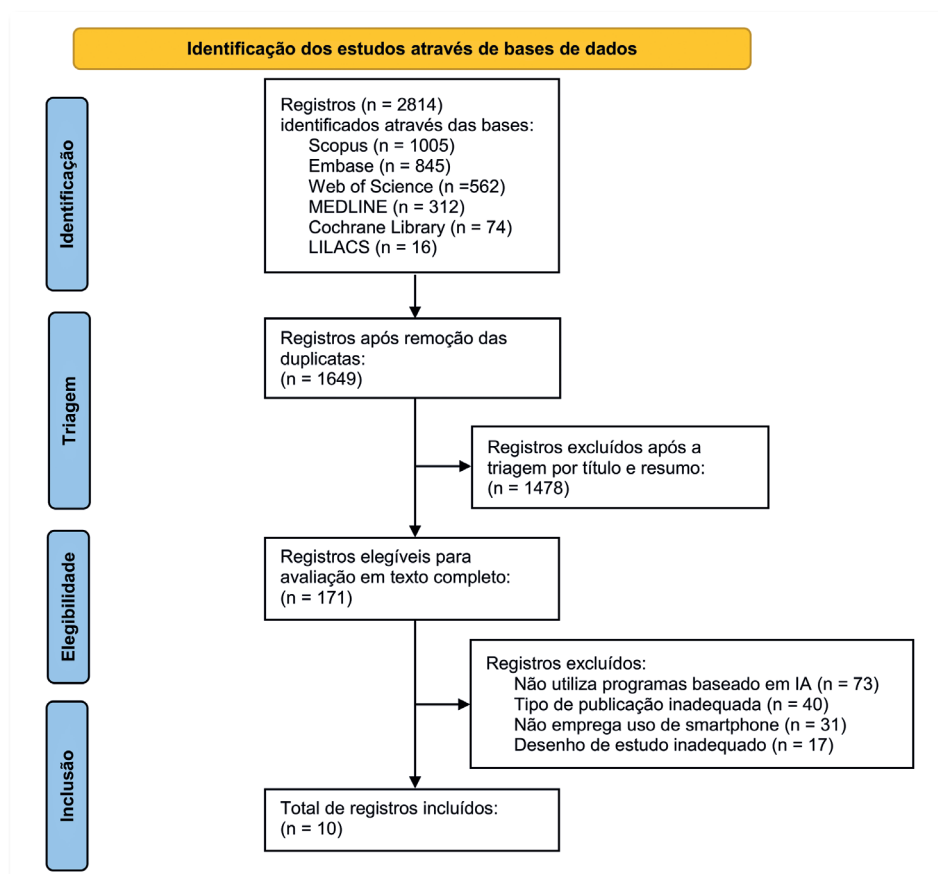 Identificação dos estudos através de bases de dados
Identificação
Registros (n = 2814)
identificados através das bases:
Scopus (n = 1005)
Embase (n = 845)
Web of Science (n =562)
MEDLINE (n = 312)
Cochrane Library (n = 74)
LILACS (n = 16)
Triagem
Registros após remoção das
duplicatas:
(n = 1649)
Registros excluídos após a
triagem por título e resumo:
(n = 1478)
Elegibilidade
Registros elegíveis para
avaliação em texto completo:
(n = 171)
Registros excluídos:
Não utiliza programas baseado em IA (n = 73)
Tipo de publicação inadequada (n = 40)
Não emprega uso de smartphone (n = 31)
Desenho de estudo inadequado (n = 17)
Inclusão
Total de registros incluídos:
(n = 10)